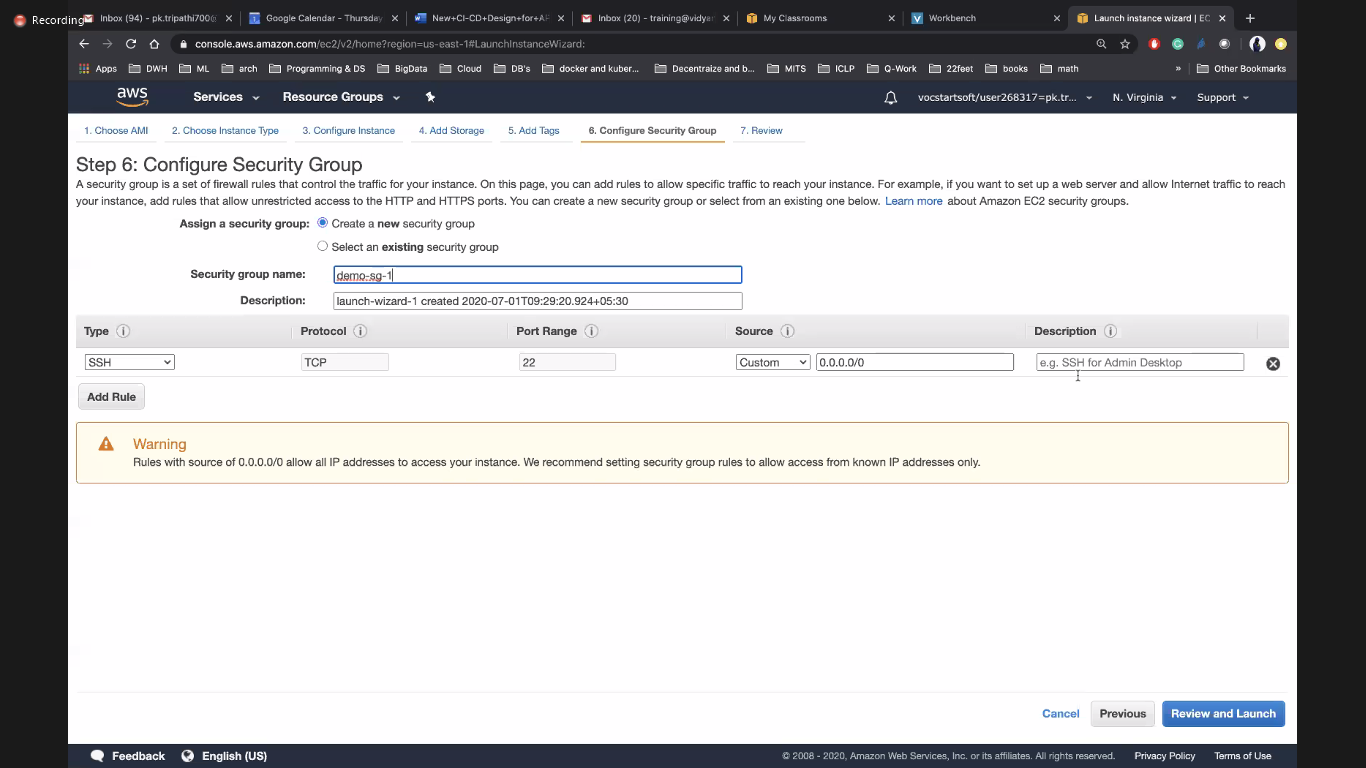 Recording
Inbox (94) - pk.tripathi700@
Google Calendar - Thursday
New+CI-CD+Design+for+AF
Inbox (20) - training@vidyar
My Classrooms
Workbench
Launch instance wizard | EC
console.aws.amazon.com/ec2/v2/home?region=us-east-1#LaunchInstanceWizard:
Apps DWH ML arch Programming & DS BigData Cloud DB's docker and kuber... Decentraize and b... MITS ICLP Q-Work 22feet books math » Other Bookmarks
aws Services Resource Groups vocstartsoft/user268317=pk.tr... N. Virginia Support
1. Choose AMI 2. Choose Instance Type 3. Configure Instance 4. Add Storage 5. Add Tags 6. Configure Security Group 7. Review
Step 6: Configure Security Group
A security group is a set of firewall rules that control the traffic for your instance. On this page, you can add rules to allow specific traffic to reach your instance. For example, if you want to set up a web server and allow Internet traffic to reach
your instance, add rules that allow unrestricted access to the HTTP and HTTPS ports. You can create a new security group or select from an existing one below. Learn more about Amazon EC2 security groups.
Assign a security group: Create a new security group
Select an existing security group
Security group name: demo-sg-1
Description: launch-wizard-1 created 2020-07-01T09:29:20.924+05:30
Type Protocol Port Range Source Description
SSH TCP 22 Custom 0.0.0.0/0 e.g. SSH for Admin Desktop
Add Rule
Warning
Rules with source of 0.0.0.0/0 allow all IP addresses to access your instance. We recommend setting security group rules to allow access from known IP addresses only.
Cancel Previous Review and Launch
Feedback English (US) © 2008 - 2020, Amazon Web Services, Inc. or its affiliates. All rights reserved. Privacy Policy Terms of Use